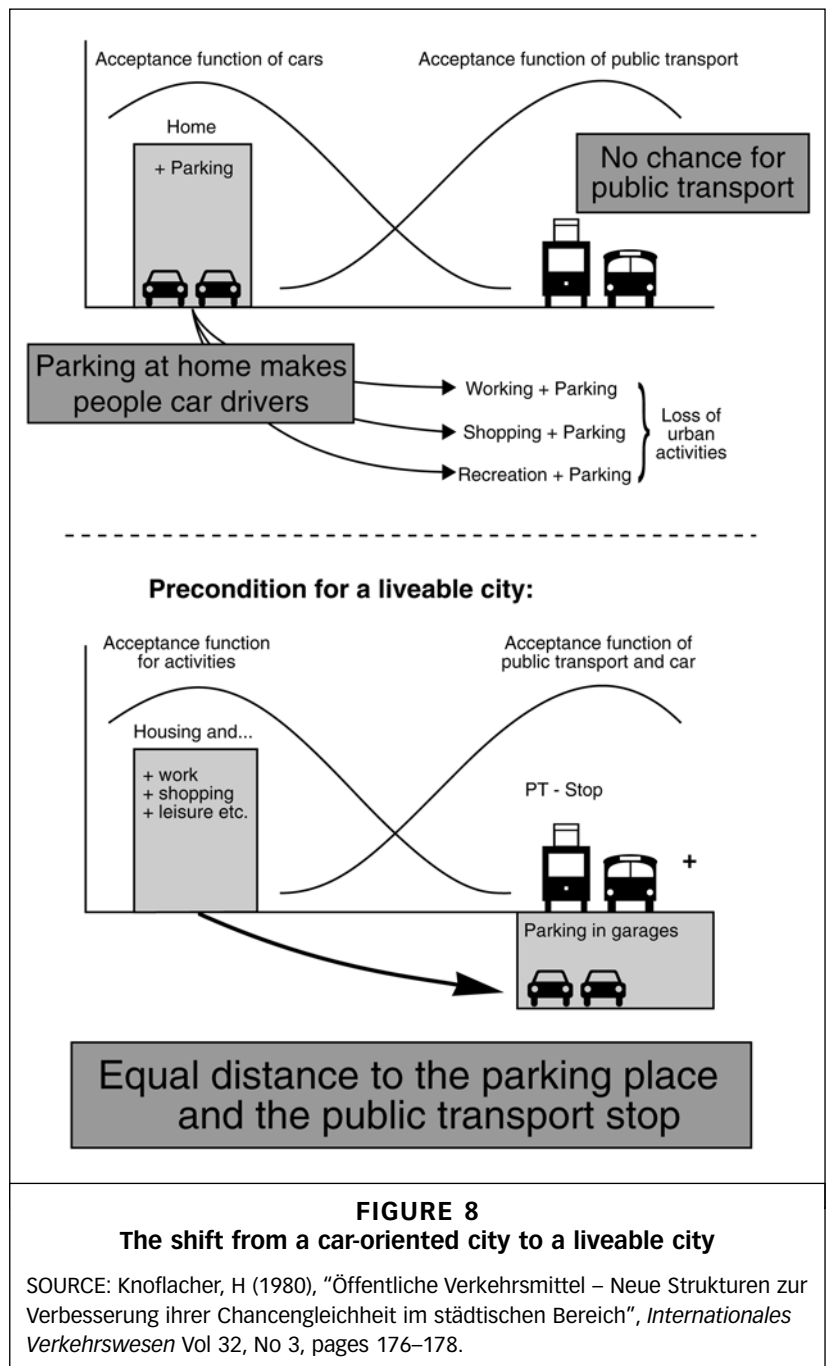 Acceptance function of cars
Acceptance function of public transport
Home
+ Parking
No chance for
public transport
Parking at home makes
people car drivers
Working + Parking
Shopping + Parking
Recreation + Parking
Loss of
urban
activities
Precondition for a liveable city:
Acceptance function
for activities
Acceptance function of
public transport and car
Housing and...
+ work
+ shopping
+ leisure etc.
PT - Stop
+
Parking in garages
Equal distance to the parking place
and the public transport stop
FIGURE 8
The shift from a car-oriented city to a liveable city
SOURCE: Knoflacher, H (1980), “Öffentliche Verkehrsmittel – Neue Strukturen zur
Verbesserung ihrer Chancengleichheit im städtischen Bereich”, Internationales
Verkehrswesen Vol 32, No 3, pages 176–178.